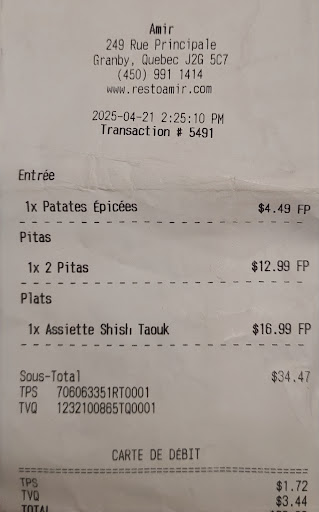 Amir
249 Rue Principale
Granby, Quebec J2G 5C7
(450) 991 1414
www.restoamir.com
2025-04-21 2:25:10 PM
Transaction # 5491
Entrée
1x Patates Épicées $4.49 FP
Pitas
1x 2 Pitas $12.99 FP
Plats
1x Assiette Shish Taouk $16.99 FP
Sous-Total $34.47
TPS 706063351RT0001
TVQ 1232100865TQ0001
CARTE DE DÉBIT
TPS $1.72
TVQ $3.44
TOTAL